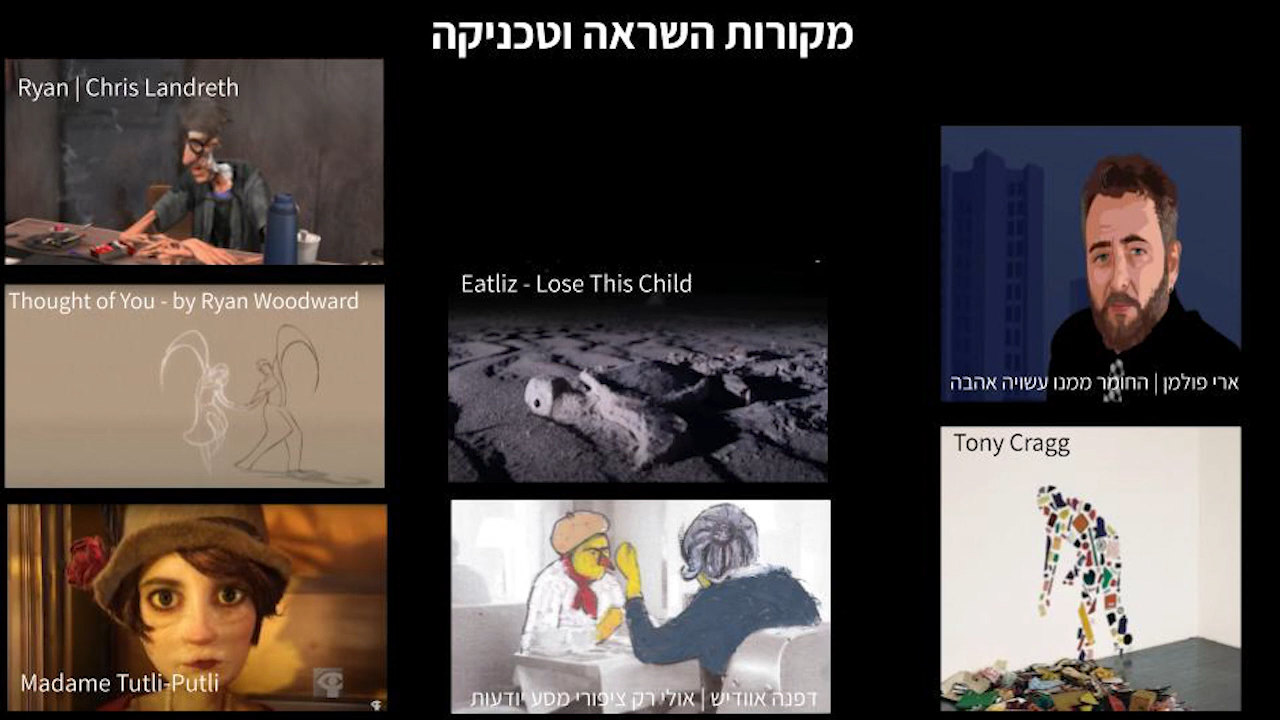 מקורות השראה וטכניקה
Ryan | Chris Landreth
Thought of You - by Ryan Woodward
Madame Tutli-Putli
Eatliz - Lose This Child
דפנה אוודיש | אולי רק ציפורי מסע יודעות
ארי פולמן | החומר ממנו עשויה אהבה
Tony Cragg